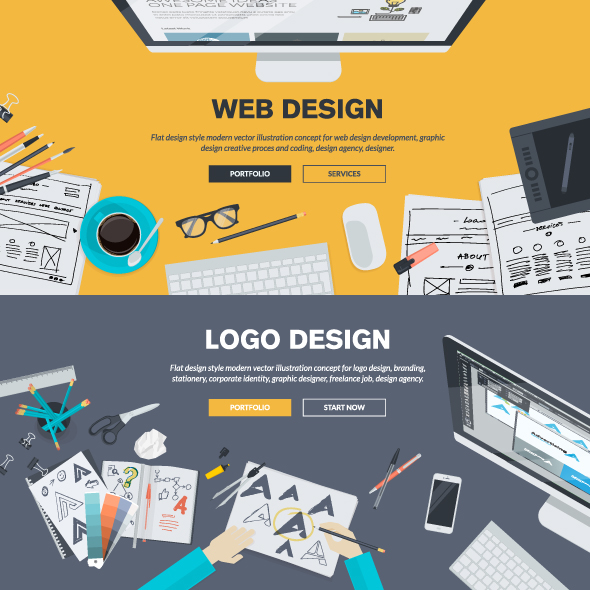 ONE PAGE WEBSITE
WEB DESIGN
Flat design style modern vector illustration concept for web design development, graphic
design creative proces and coding, design agency, designer.
PORTFOLIO
SERVICES
Logo
SERVICES
ABOUT
LOGO DESIGN
Flat design style modern vector illustration concept for logo design, branding,
stationery, corporate identity, graphic designer, freelance job, design agency.
PORTFOLIO
START NOW
Advertising